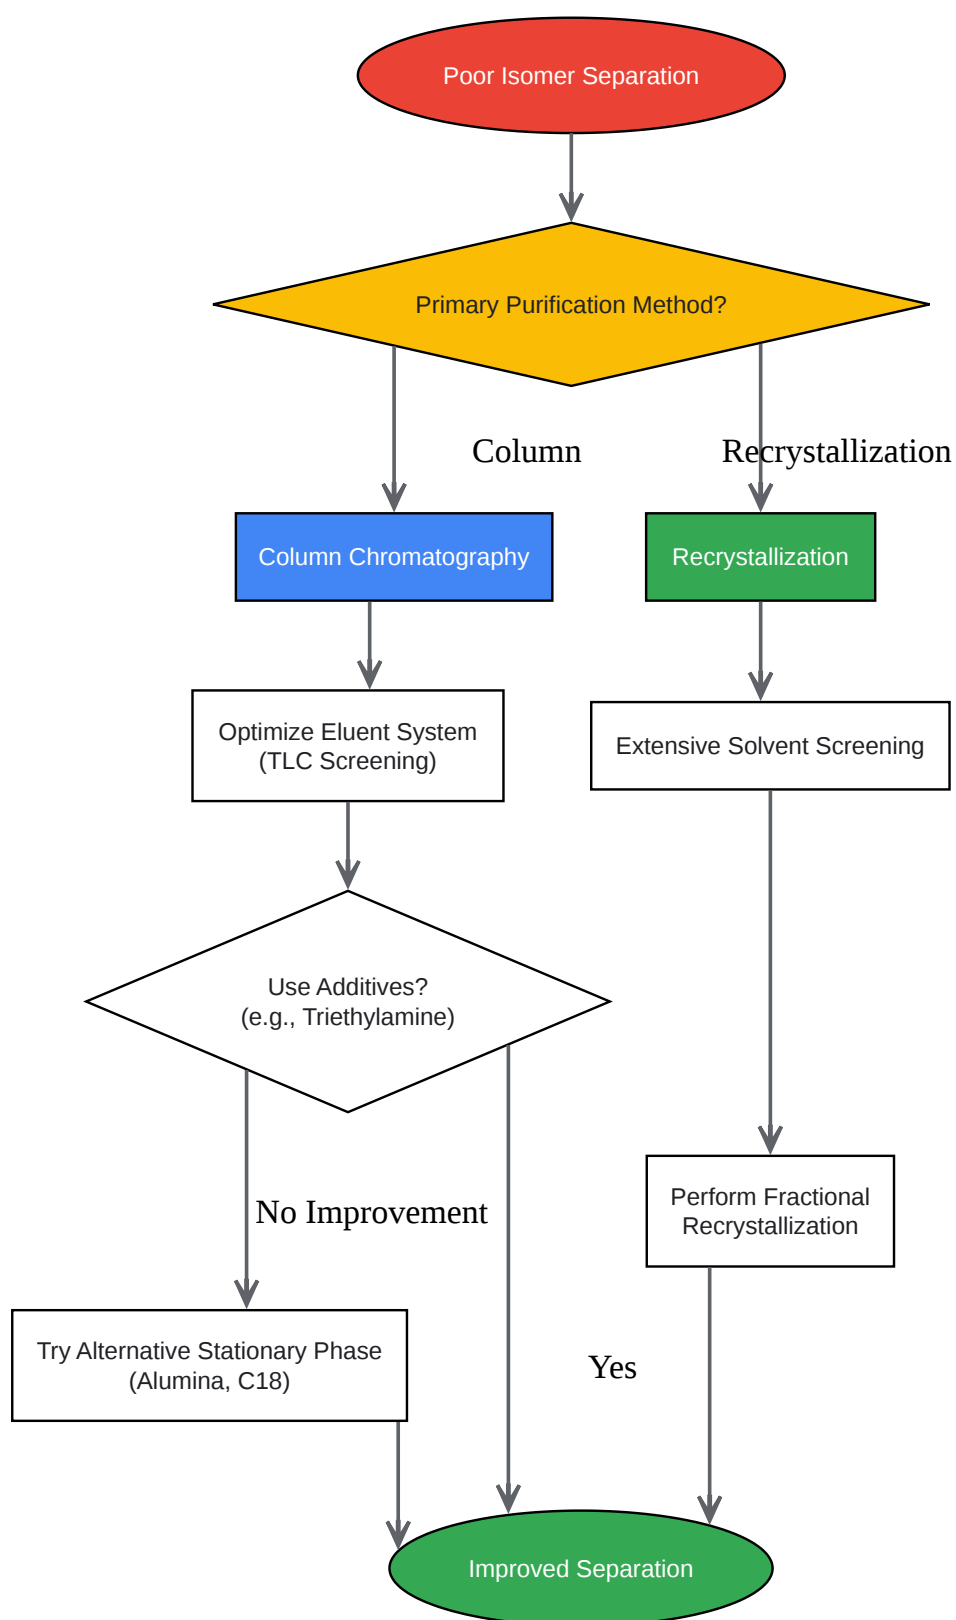 Poor Isomer Separation
Primary Purification Method?
Column
Recrystallization
Column Chromatography
Recrystallization
Optimize Eluent System
(TLC Screening)
Extensive Solvent Screening
Use Additives?
(e.g., Triethylamine)
No Improvement
Perform Fractional
Recrystallization
Try Alternative Stationary Phase
(Alumina, C18)
Yes
Improved Separation